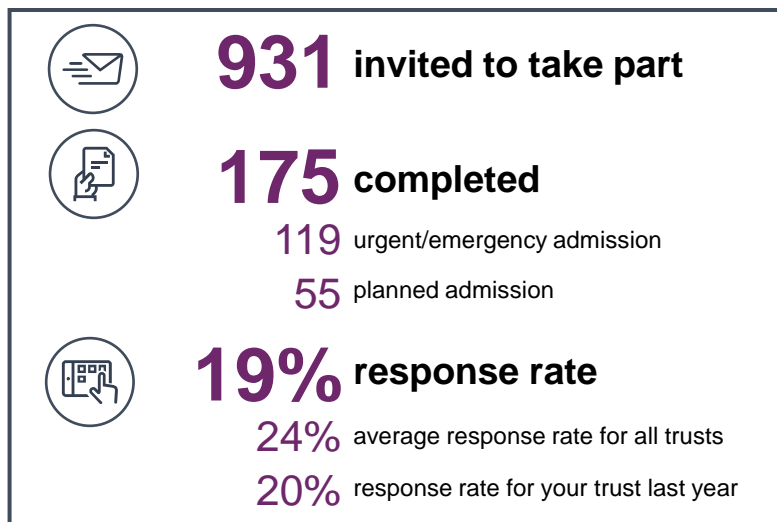 931 invited to take part
175 completed
119 urgent/emergency admission
55 planned admission
19% response rate
24% average response rate for all trusts
20% response rate for your trust last year